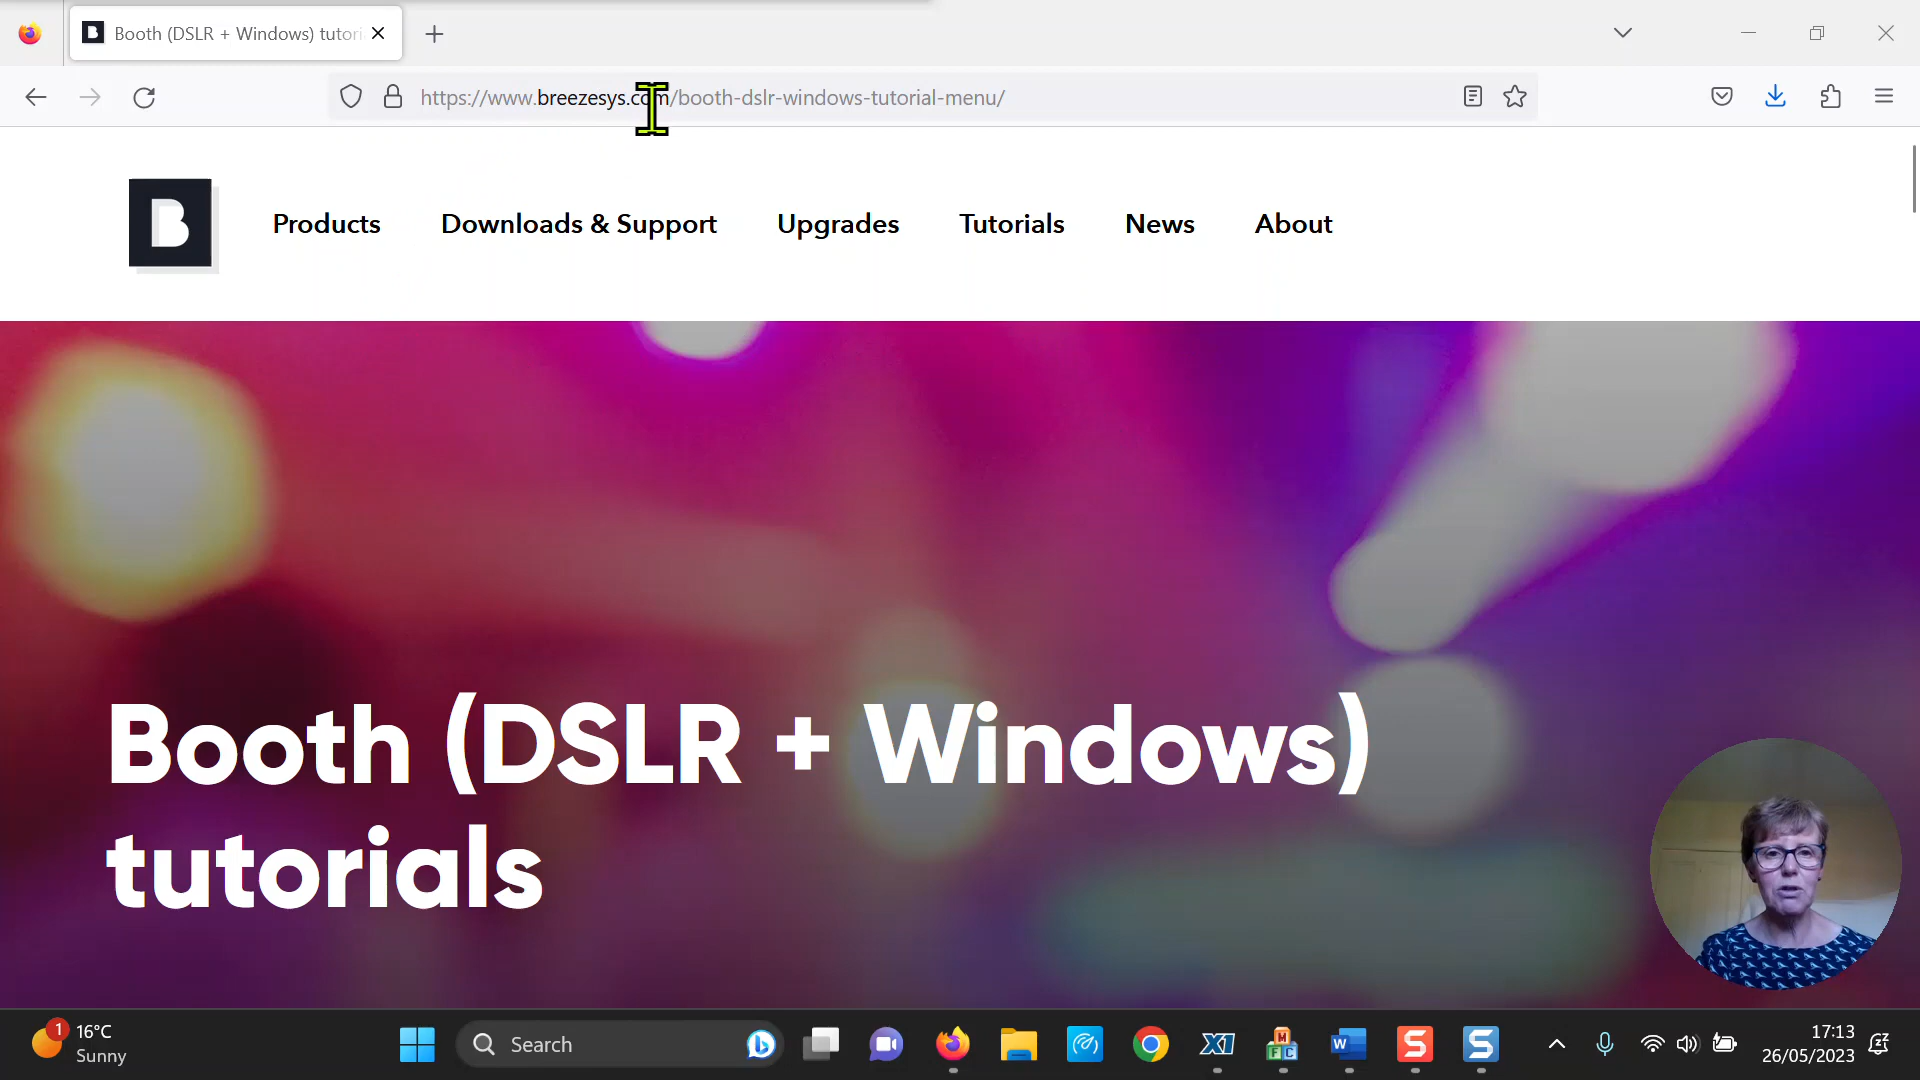 Booth (DSLR + Windows) tutori
https://www.breezesys.com/booth-dslr-windows-tutorial-menu/
B
Products
Downloads & Support
Upgrades
Tutorials
News
About
Booth (DSLR + Windows)
tutorials
1
16°C
Sunny
Search
X1
M
F C
W
S
S
17:13
26/05/2023